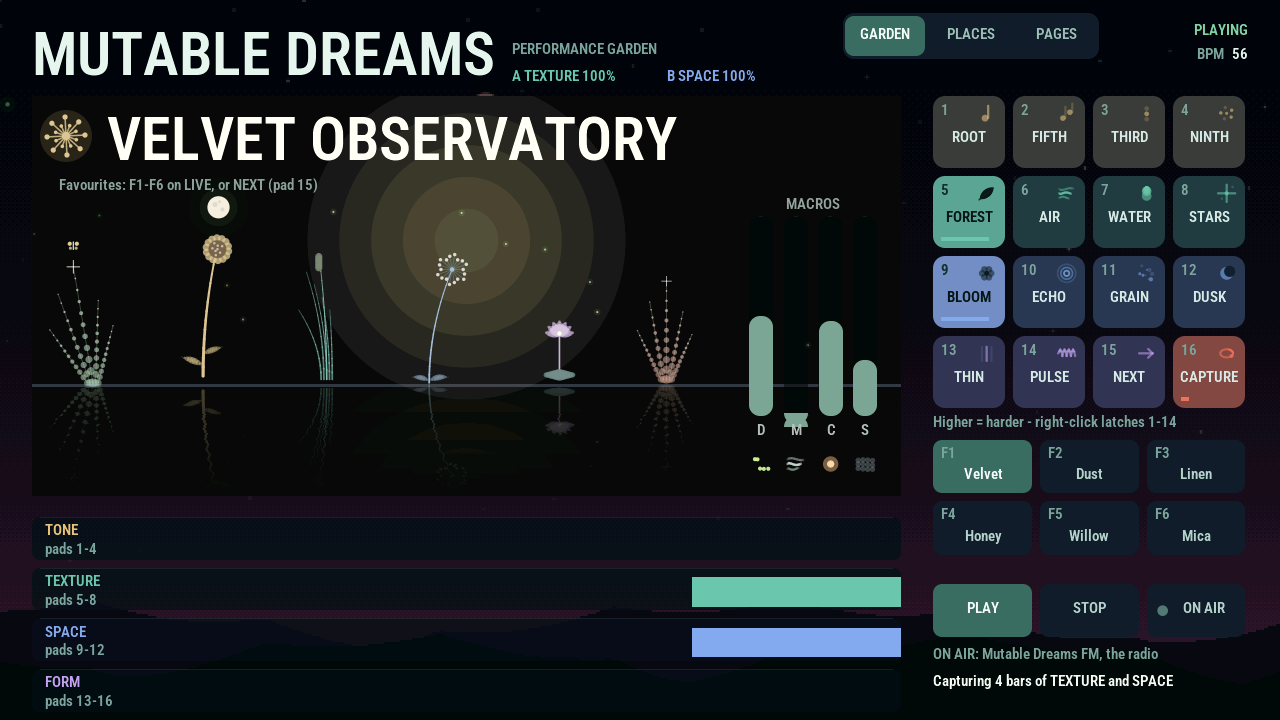 MUTABLE DREAMS
PERFORMANCE GARDEN
A TEXTURE 100%
B SPACE 100%
GARDEN
PLACES
PAGES
PLAYING
BPM 56
VELVET OBSERVATORY
Favourites: F1-F6 on LIVE, or NEXT (pad 15)
MACROS
D
M
C
S
1
ROOT
2
FIFTH
3
THIRD
4
NINTH
5
FOREST
6
AIR
7
WATER
8
STARS
9
BLOOM
10
ECHO
11
GRAIN
12
DUSK
13
THIN
14
PULSE
15
NEXT
16
CAPTURE
Higher = harder - right-click latches 1-14
F1
Velvet
F2
Dust
F3
Linen
F4
Honey
F5
Willow
F6
Mica
PLAY
STOP
ON AIR
ON AIR: Mutable Dreams FM, the radio
Capturing 4 bars of TEXTURE and SPACE
TONE
pads 1-4
TEXTURE
pads 5-8
SPACE
pads 9-12
FORM
pads 13-16